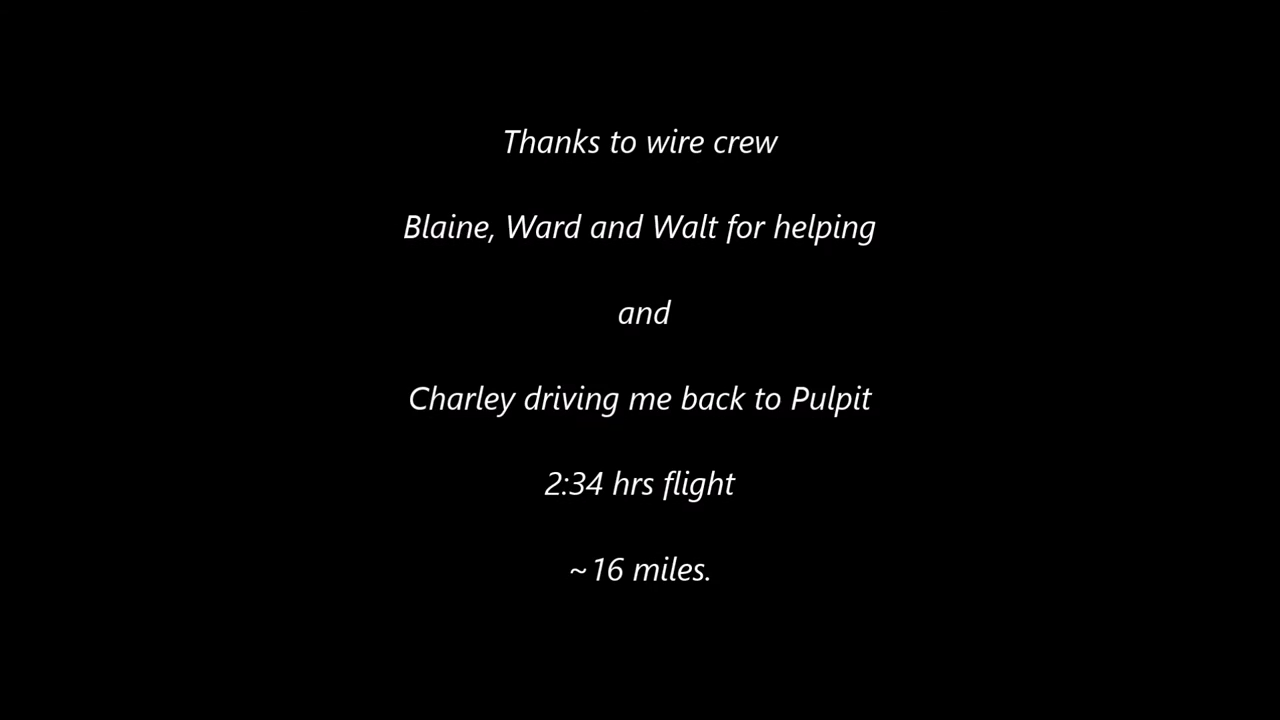 Thanks to wire crew
Blaine, Ward and Walt for helping
and
Charley driving me back to Pulpit
2:34 hrs flight
~16 miles.